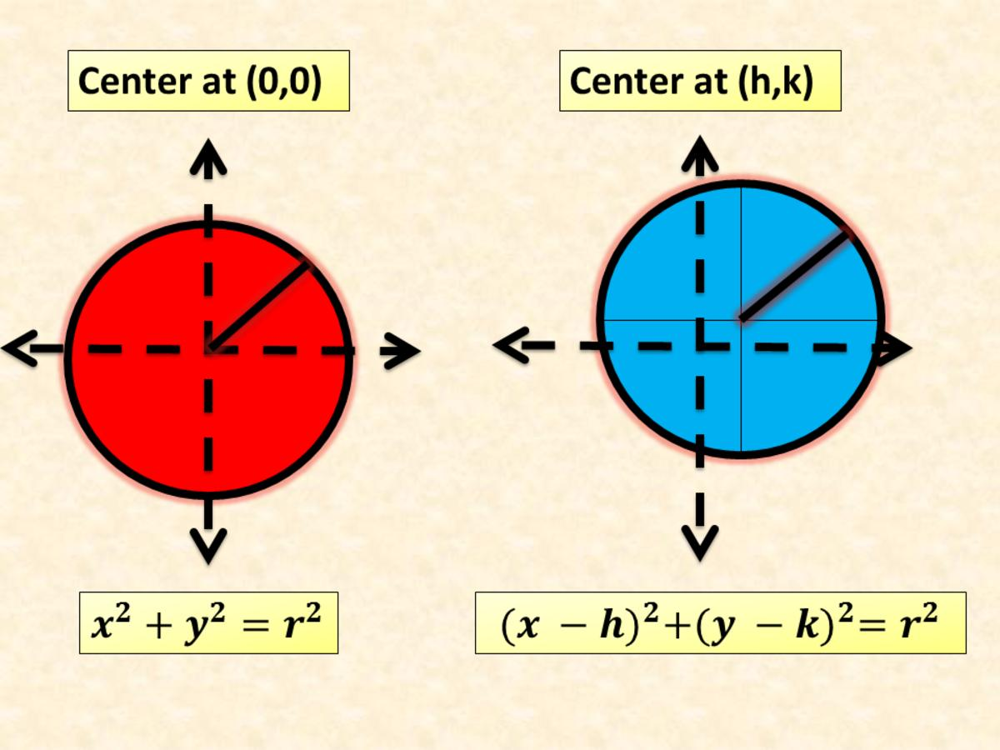 Center at (0,0)
Center at (h,k)
x² + y² = r²
(x − h)²+(y − k)²= r²